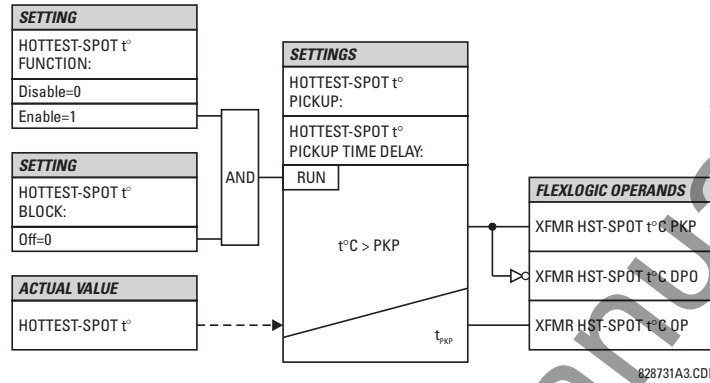 SETTING
HOTTEST-SPOT t°
FUNCTION:
Disable=0
Enable=1
SETTING
HOTTEST-SPOT t°
BLOCK:
Off=0
ACTUAL VALUE
HOTTEST-SPOT t°
AND
SETTINGS
HOTTEST-SPOT t°
PICKUP:
HOTTEST-SPOT t°
PICKUP TIME DELAY:
RUN
t°C > PKP
tPKP
FLEXLOGIC OPERANDS
XFMR HST-SPOT t°C PKP
XFMR HST-SPOT t°C DPO
XFMR HST-SPOT t°C OP
828731A3.CD